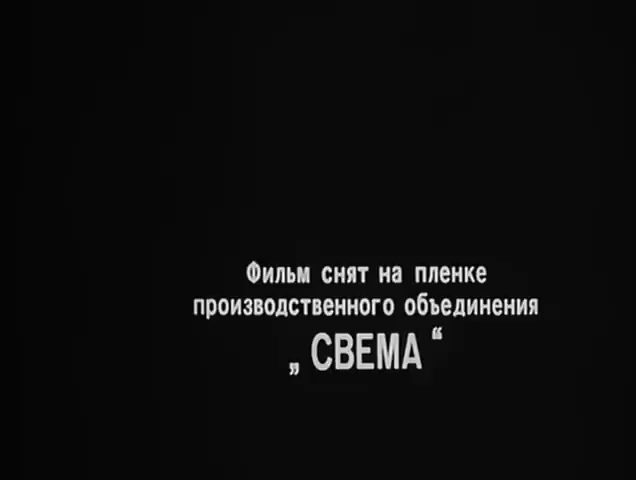 Фильм снят на пленке
производственного объединения
„ СВЕМА “